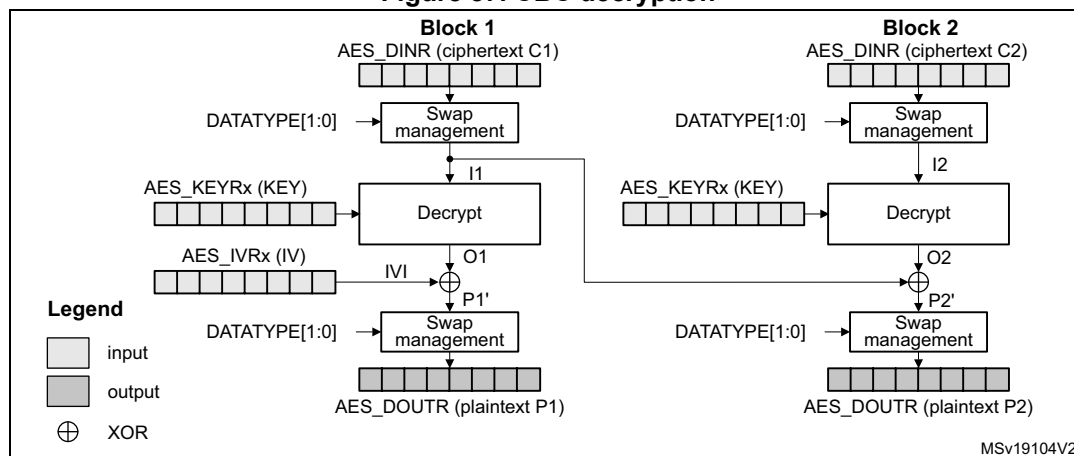 Block 1
AES_DINR (ciphertext C1)
DATATYPE[1:0]
Swap
management
I1
AES_KEYRx (KEY)
Decrypt
AES_IVRx (IV)
IVI
O1
P1'
DATATYPE[1:0]
Swap
management
AES_DOUTR (plaintext P1)
Block 2
AES_DINR (ciphertext C2)
DATATYPE[1:0]
Swap
management
I2
AES_KEYRx (KEY)
Decrypt
O2
P2'
DATATYPE[1:0]
Swap
management
AES_DOUTR (plaintext P2)
Legend
input
output
XOR
MSv19104V2